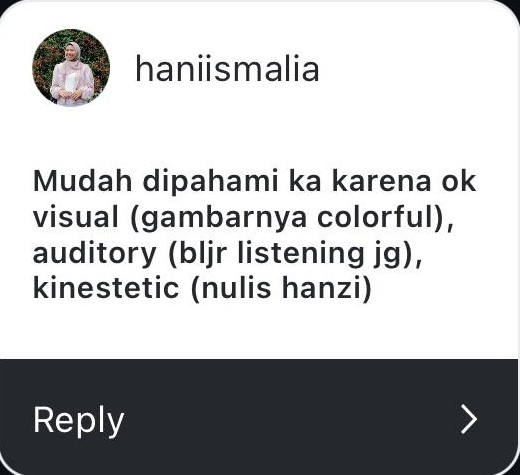 haniismalia
Mudah dipahami ka karena ok
visual (gambarnya colorful),
auditory (bljr listening jg),
kinestetic (nulis hanzi)
Reply